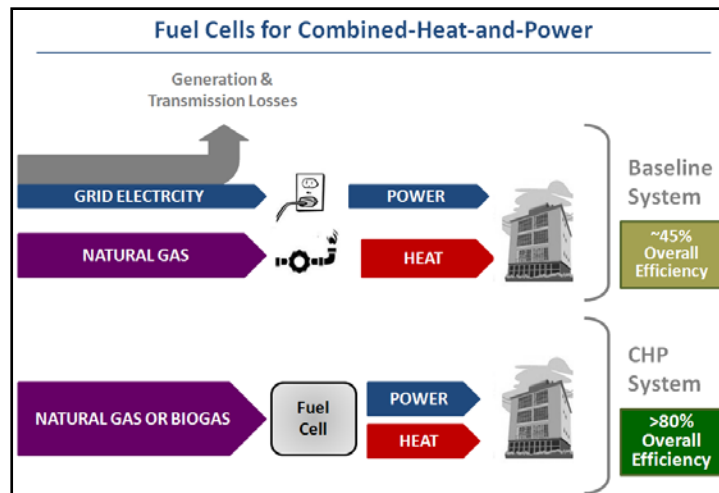 Fuel Cells for Combined-Heat-and-Power
Generation &
Transmission Losses
GRID ELECTRCITY
POWER
NATURAL GAS
HEAT
Baseline
System
~45%
Overall
Efficiency
NATURAL GAS OR BIOGAS
Fuel
Cell
POWER
HEAT
CHP
System
>80%
Overall
Efficiency